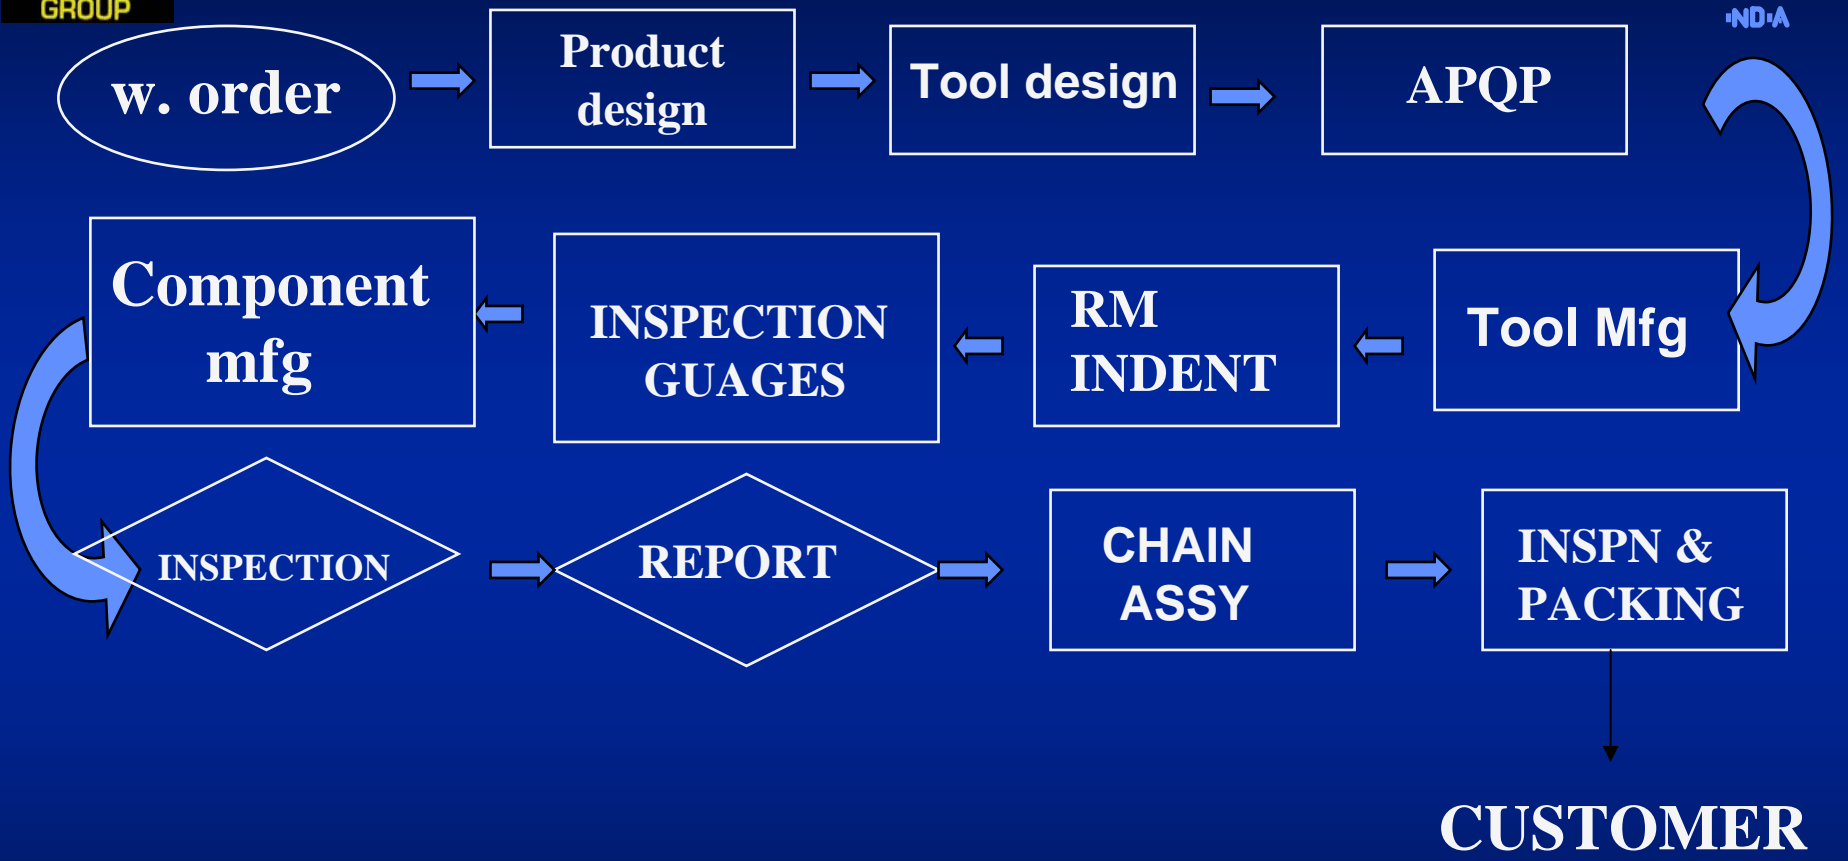 GROUP
INDIA
w. order
Product
design
Tool design
APQP
Component
mfg
INSPECTION
GUAGES
RM
INDENT
Tool Mfg
INSPECTION
REPORT
CHAIN
ASSY
INSPN &
PACKING
CUSTOMER